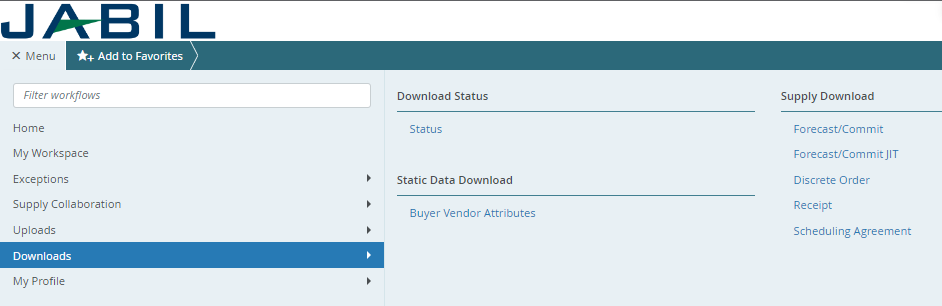 JABIL
Menu
Add to Favorites
Filter workflows
Home
My Workspace
Exceptions
Supply Collaboration
Uploads
Downloads
My Profile
Download Status
Status
Static Data Download
Buyer Vendor Attributes
Supply Download
Forecast/Commit
Forecast/Commit JIT
Discrete Order
Receipt
Scheduling Agreement